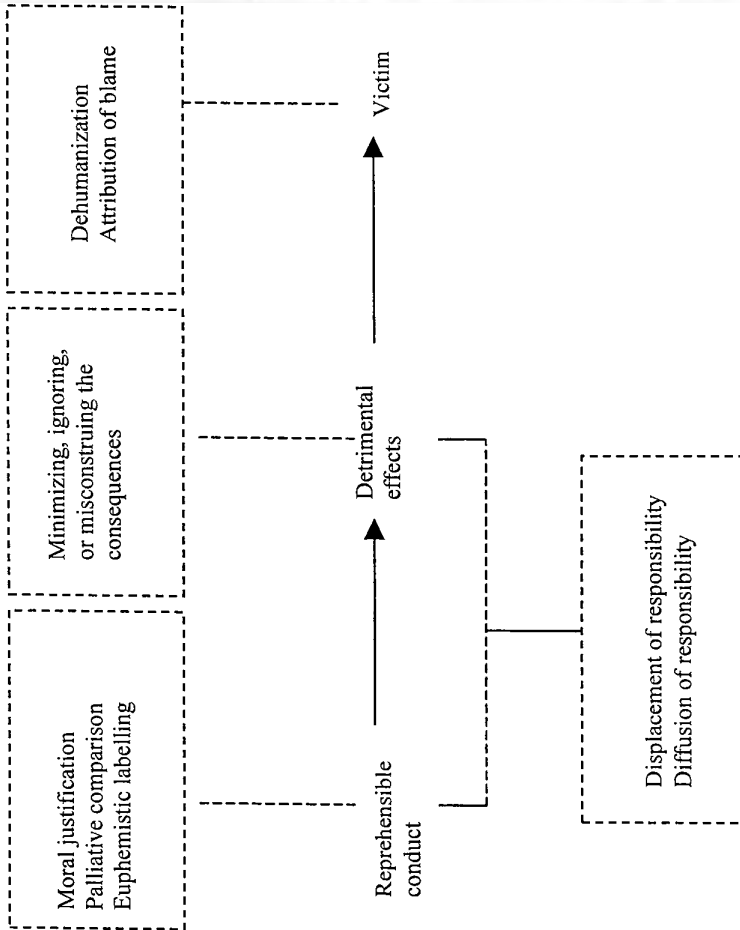 Moral justification
Palliative comparison
Euphemistic labelling
Minimizing, ignoring,
or misconstruing the
consequences
Dehumanization
Attribution of blame
Reprehensible
conduct
Detrimental
effects
Victim
Displacement of responsibility
Diffusion of responsibility